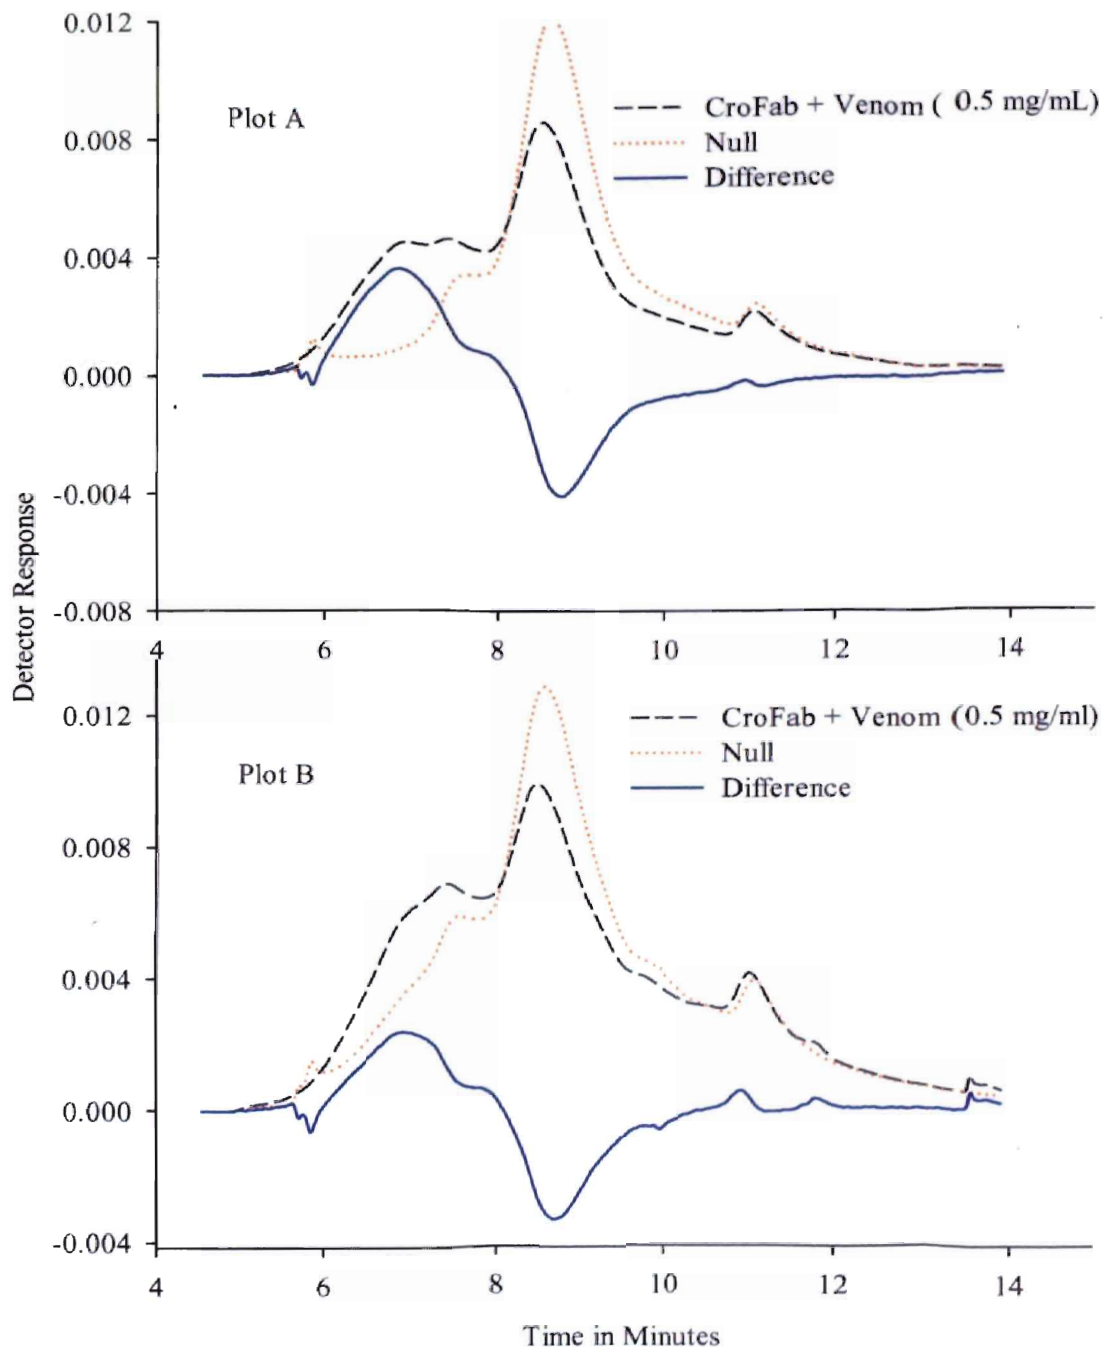 0.012
Plot A
CroFab + Venom ( 0.5 mg/mL)
Null
Difference
0.008
0.004
0.000
-0.004
-0.008
4 6 8 10 12 14
Detector Response
0.012
Plot B
CroFab + Venom (0.5 mg/ml)
Null
Difference
0.008
0.004
0.000
-0.004
4 6 8 10 12 14
Time in Minutes